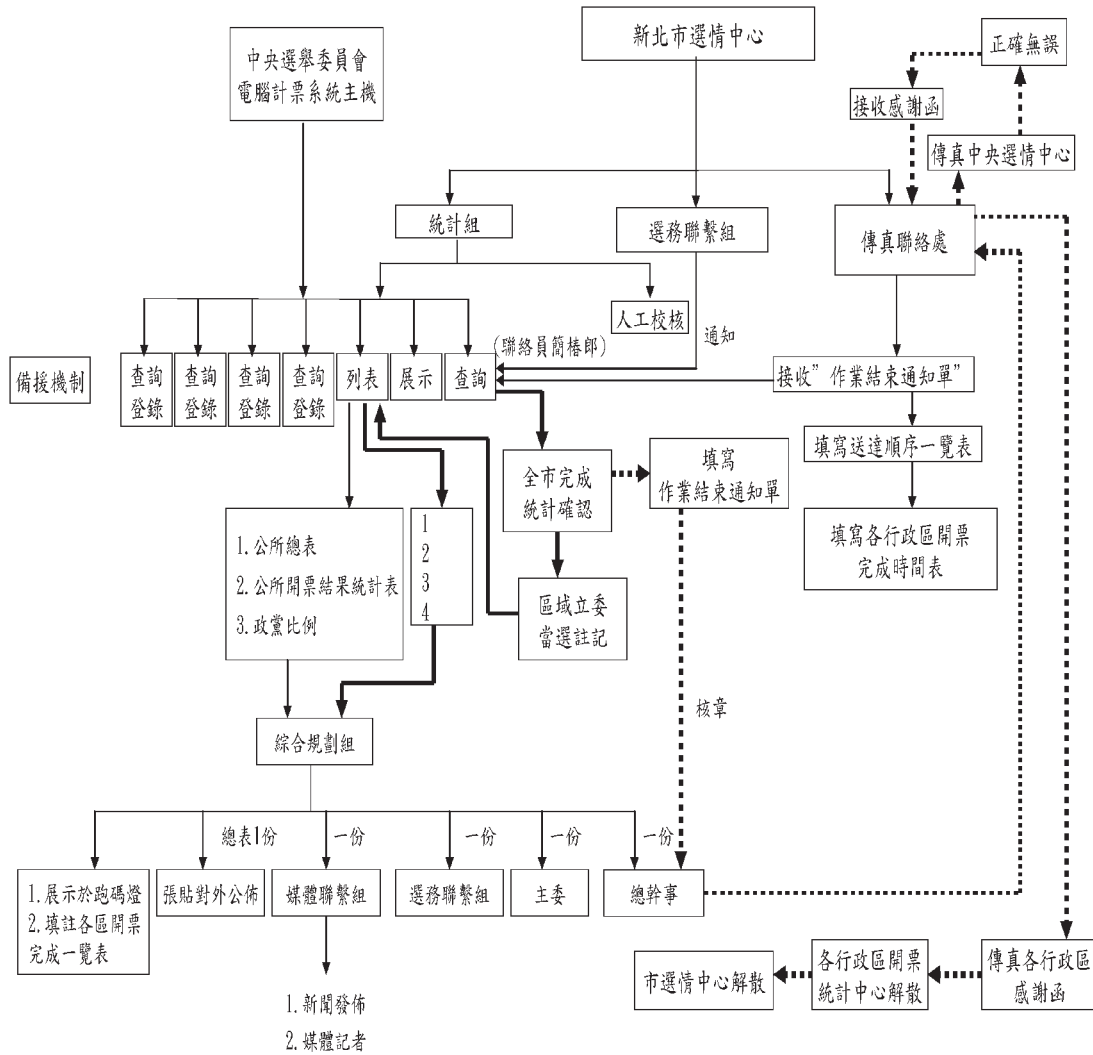 中央選舉委員會
電腦計票系統主機
新北市選情中心
正確無誤
接收感謝函
傳真中央選情中心
統計組
選務聯繫組
傳真聯絡處
人工校核
通知
(聯絡員簡椿郎)
備援機制
查詢
登錄
查詢
登錄
查詢
登錄
查詢
登錄
列表
展示
查詢
接收”作業結束通知單”
填寫送達順序一覽表
填寫各行政區開票
完成時間表
全市完成
統計確認
填寫
作業結束通知單
1.公所總表
2.公所開票結果統計表
3.政黨比例
1
2
3
4
區域立委
當選註記
核章
綜合規劃組
總表1份
一份
一份
一份
一份
1.展示於跑碼燈
2.填註各區開票
完成一覽表
張貼對外公佈
媒體聯繫組
選務聯繫組
主委
總幹事
市選情中心解散
各行政區開票
統計中心解散
傳真各行政區
感謝函
1.新聞發佈
2.媒體記者